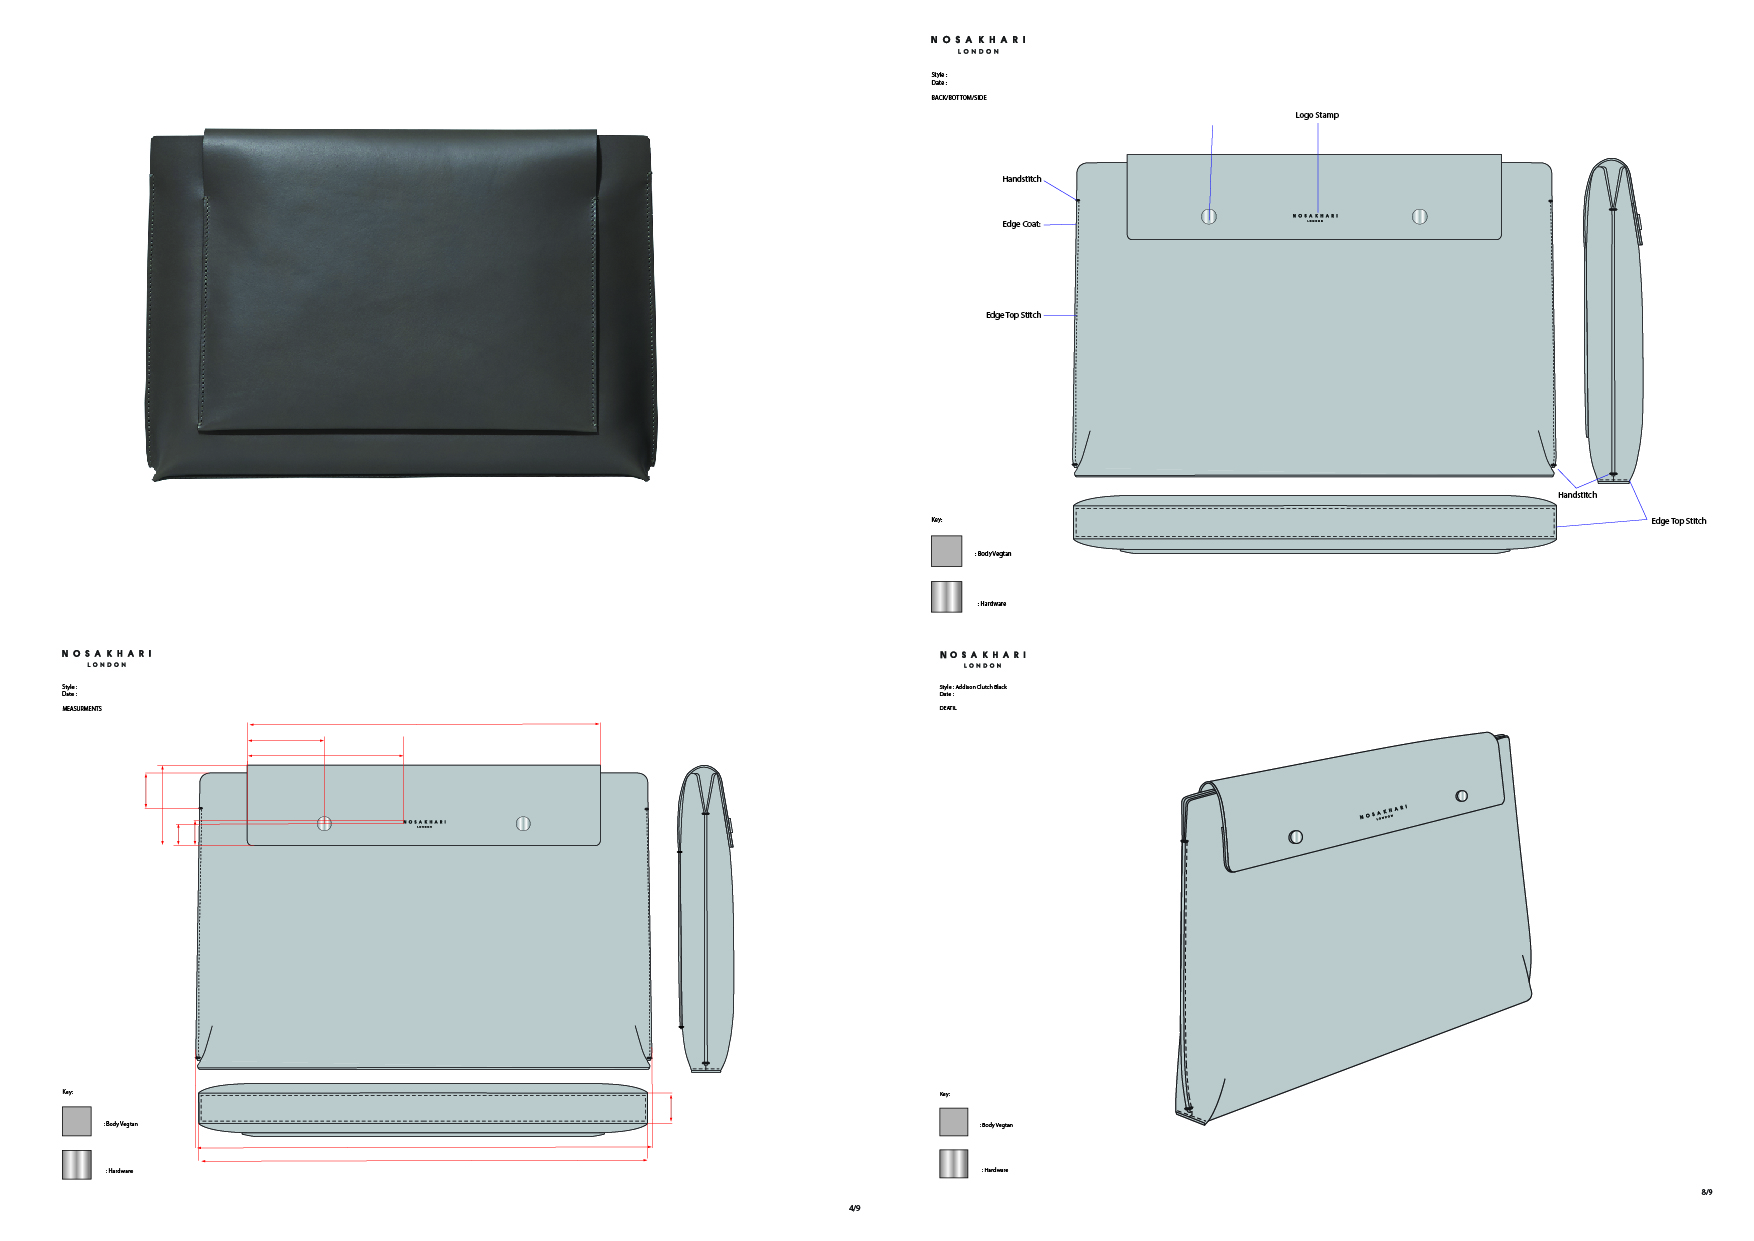 NOSAKHARI
LONDON
Style :
Date :
BACK/BOTTOM/SIDE
Logo Stamp
Handstitch
Edge Coat:
Edge Top Stitch
NOSAKHARI
LONDON
Handstitch
Edge Top Stitch
Key:
: Body Vegtan
: Hardware
NOSAKHARI
LONDON
Style :
Date :
MEASURMENTS
NOSAKHARI
LONDON
Key:
: Body Vegtan
: Hardware
4/9
NOSAKHARI
LONDON
Style : Addison Clutch Black
Date :
DEATIL
NOSAKHARI
LONDON
Key:
: Body Vegtan
: Hardware
8/9